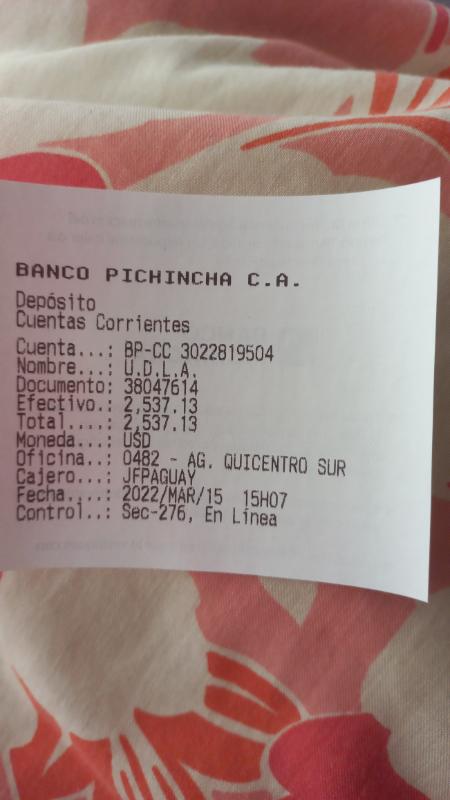 BANCO PICHINCHA C.A.
Depósito
Cuentas Corrientes
Cuenta...: BP-CC 3022819504
Nombre...: U.D.L.A.
Documento: 38047614
Efectivo.: 2,537.13
Total....: 2,537.13
Moneda...: USD
Oficina..: 0482 - AG. QUICENTRO SUR
Cajero...: JFPAGUAY
Fecha....: 2022/MAR/15 15H07
Control..: Sec-276, En Línea